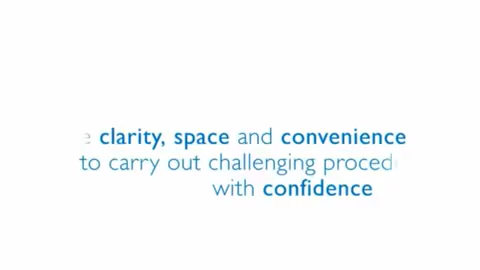 clarity, space and convenience
to carry out challenging
with confidence